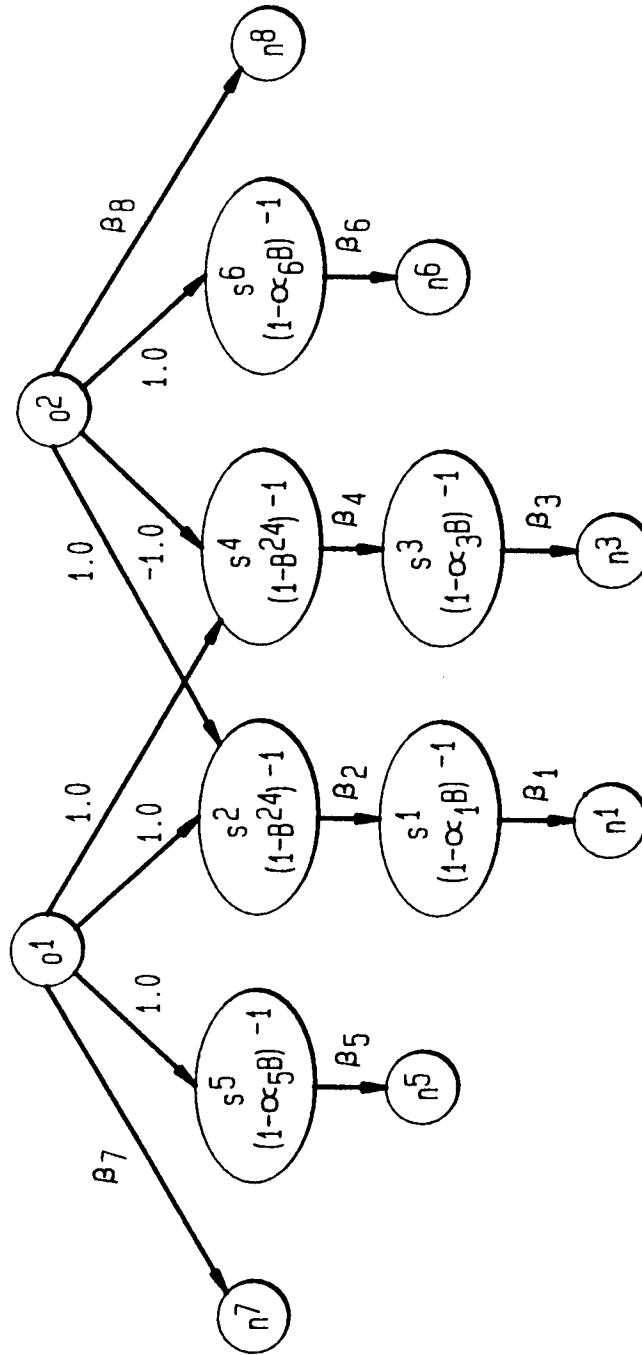 o¹ o²
β₇ 1.0 1.0 1.0 1.0 -1.0 1.0 β₈
n⁷
s⁵
(1-α₅B)⁻¹
s²
(1-B²⁴)⁻¹
s⁴
(1-B²⁴)⁻¹
s⁶
(1-α₆B)⁻¹
n⁸
β₅ β₂ β₄ β₆
n⁵
s¹
(1-α₁B)⁻¹
s³
(1-α₃B)⁻¹
n⁶
β₁ β₃
n¹ n³